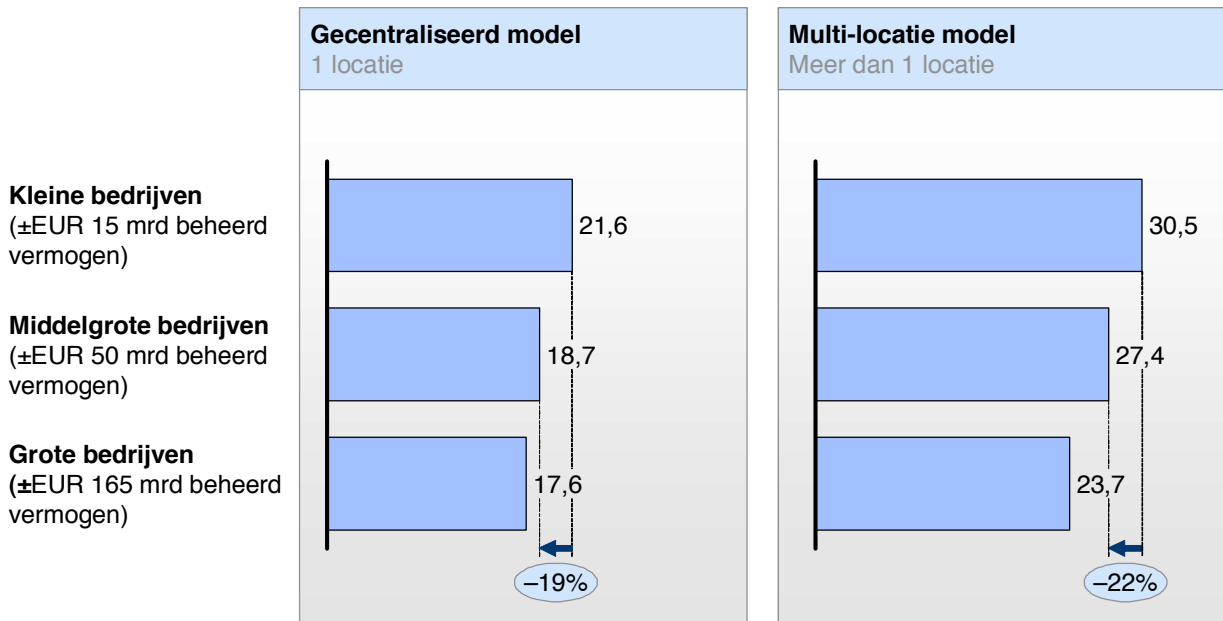 Gecentraliseerd model
1 locatie
Multi-locatie model
Meer dan 1 locatie
Kleine bedrijven
(±EUR 15 mrd beheerd
vermogen)
21,6
30,5
Middelgrote bedrijven
(±EUR 50 mrd beheerd
vermogen)
18,7
27,4
Grote bedrijven
(±EUR 165 mrd beheerd
vermogen)
17,6
23,7
–19%
–22%